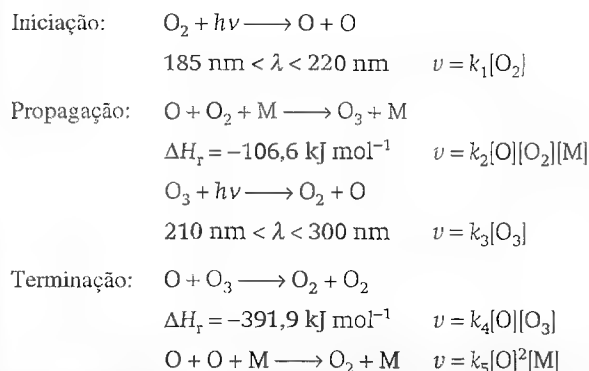 Iniciação: O₂ + hν ⟶ O + O
185 nm < λ < 220 nm v = k₁[O₂]
Propagação: O + O₂ + M ⟶ O₃ + M
ΔHᵣ = −106,6 kJ mol⁻¹ v = k₂[O][O₂][M]
O₃ + hν ⟶ O₂ + O
210 nm < λ < 300 nm v = k₃[O₃]
Terminação: O + O₃ ⟶ O₂ + O₂
ΔHᵣ = −391,9 kJ mol⁻¹ v = k₄[O][O₃]
O + O + M ⟶ O₂ + M v = k₅[O]²[M]